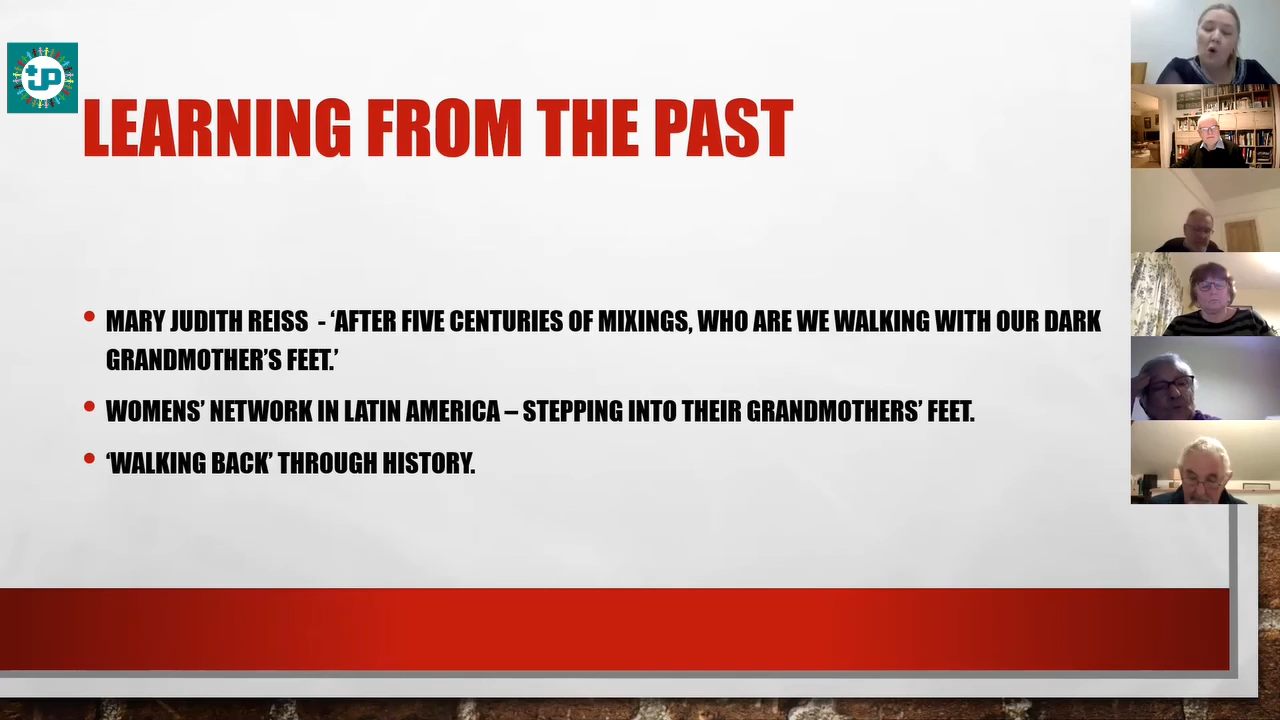 LEARNING FROM THE PAST
• MARY JUDITH REISS - ‘AFTER FIVE CENTURIES OF MIXINGS, WHO ARE WE WALKING WITH OUR DARK
GRANDMOTHER’S FEET.’
• WOMENS’ NETWORK IN LATIN AMERICA – STEPPING INTO THEIR GRANDMOTHERS’ FEET.
• ‘WALKING BACK’ THROUGH HISTORY.